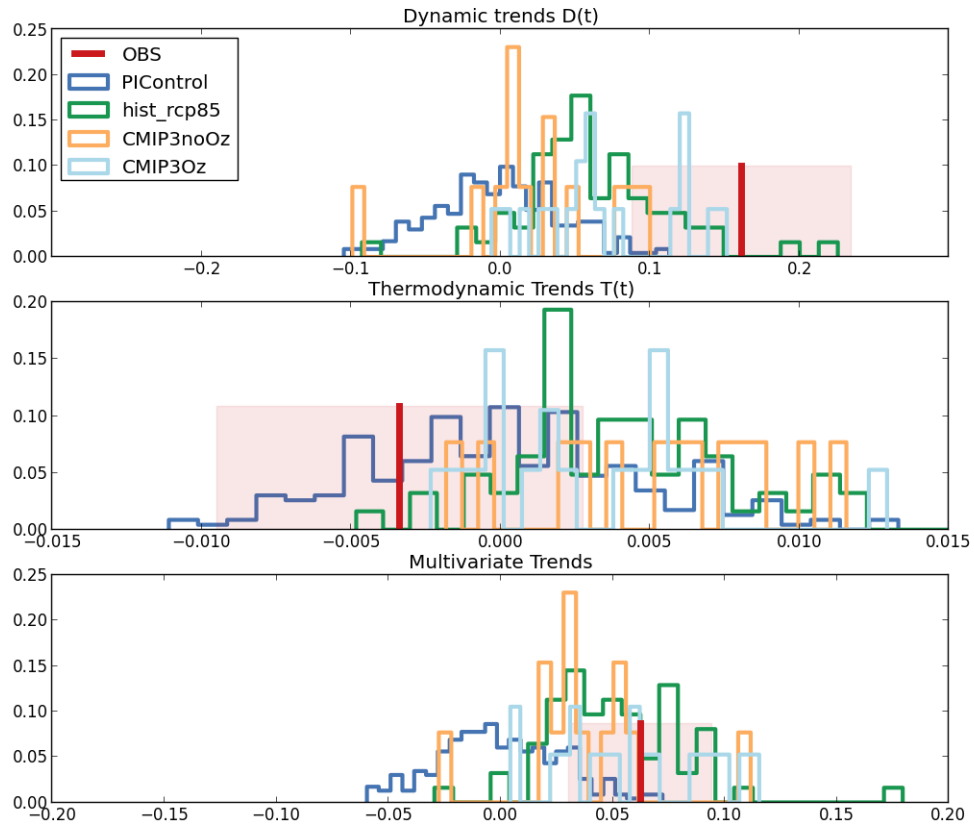 Dynamic trends D(t)
0.25
0.20
0.15
0.10
0.05
0.00
OBS
PIControl
hist_rcp85
CMIP3noOz
CMIP3Oz
−0.2 −0.1 0.0 0.1 0.2
Thermodynamic Trends T(t)
0.20
0.15
0.10
0.05
0.00
−0.015 −0.010 −0.005 0.000 0.005 0.010 0.015
Multivariate Trends
0.25
0.20
0.15
0.10
0.05
0.00
−0.20 −0.15 −0.10 −0.05 0.00 0.05 0.10 0.15 0.20